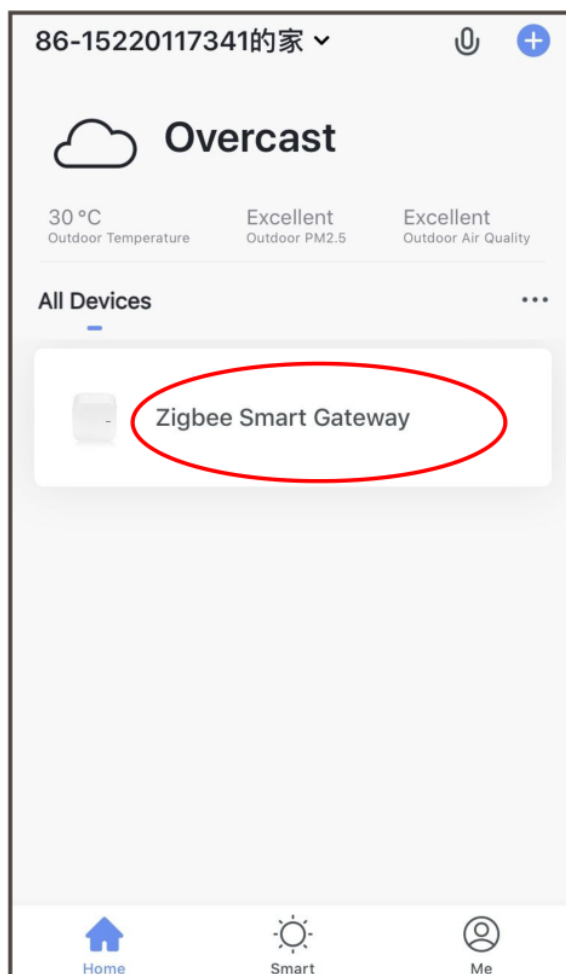 86-15220117341的家
Overcast
30 °C Excellent Excellent
Outdoor Temperature Outdoor PM2.5 Outdoor Air Quality
All Devices
Zigbee Smart Gateway
Home Smart Me